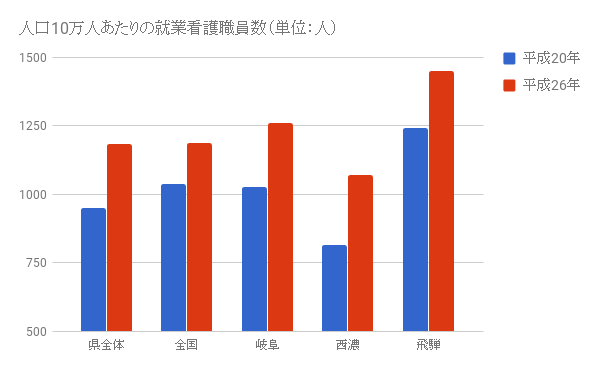 人口10万人あたりの就業看護職員数（単位：人）
1500
1250
1000
750
500
県全体 全国 岐阜 西濃 飛騨
平成20年
平成26年